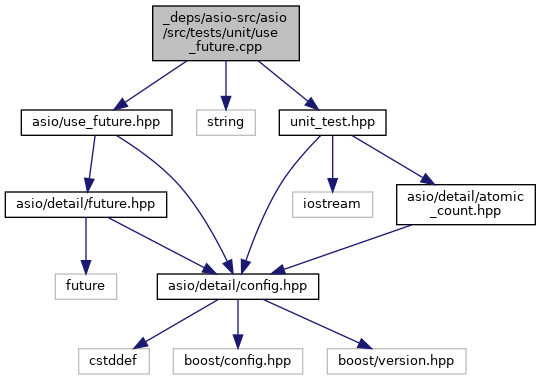 _deps/asio-src/asio
/src/tests/unit/use
_future.cpp
asio/use_future.hpp
string
unit_test.hpp
asio/detail/future.hpp
iostream
asio/detail/atomic
_count.hpp
future
asio/detail/config.hpp
cstddef
boost/config.hpp
boost/version.hpp